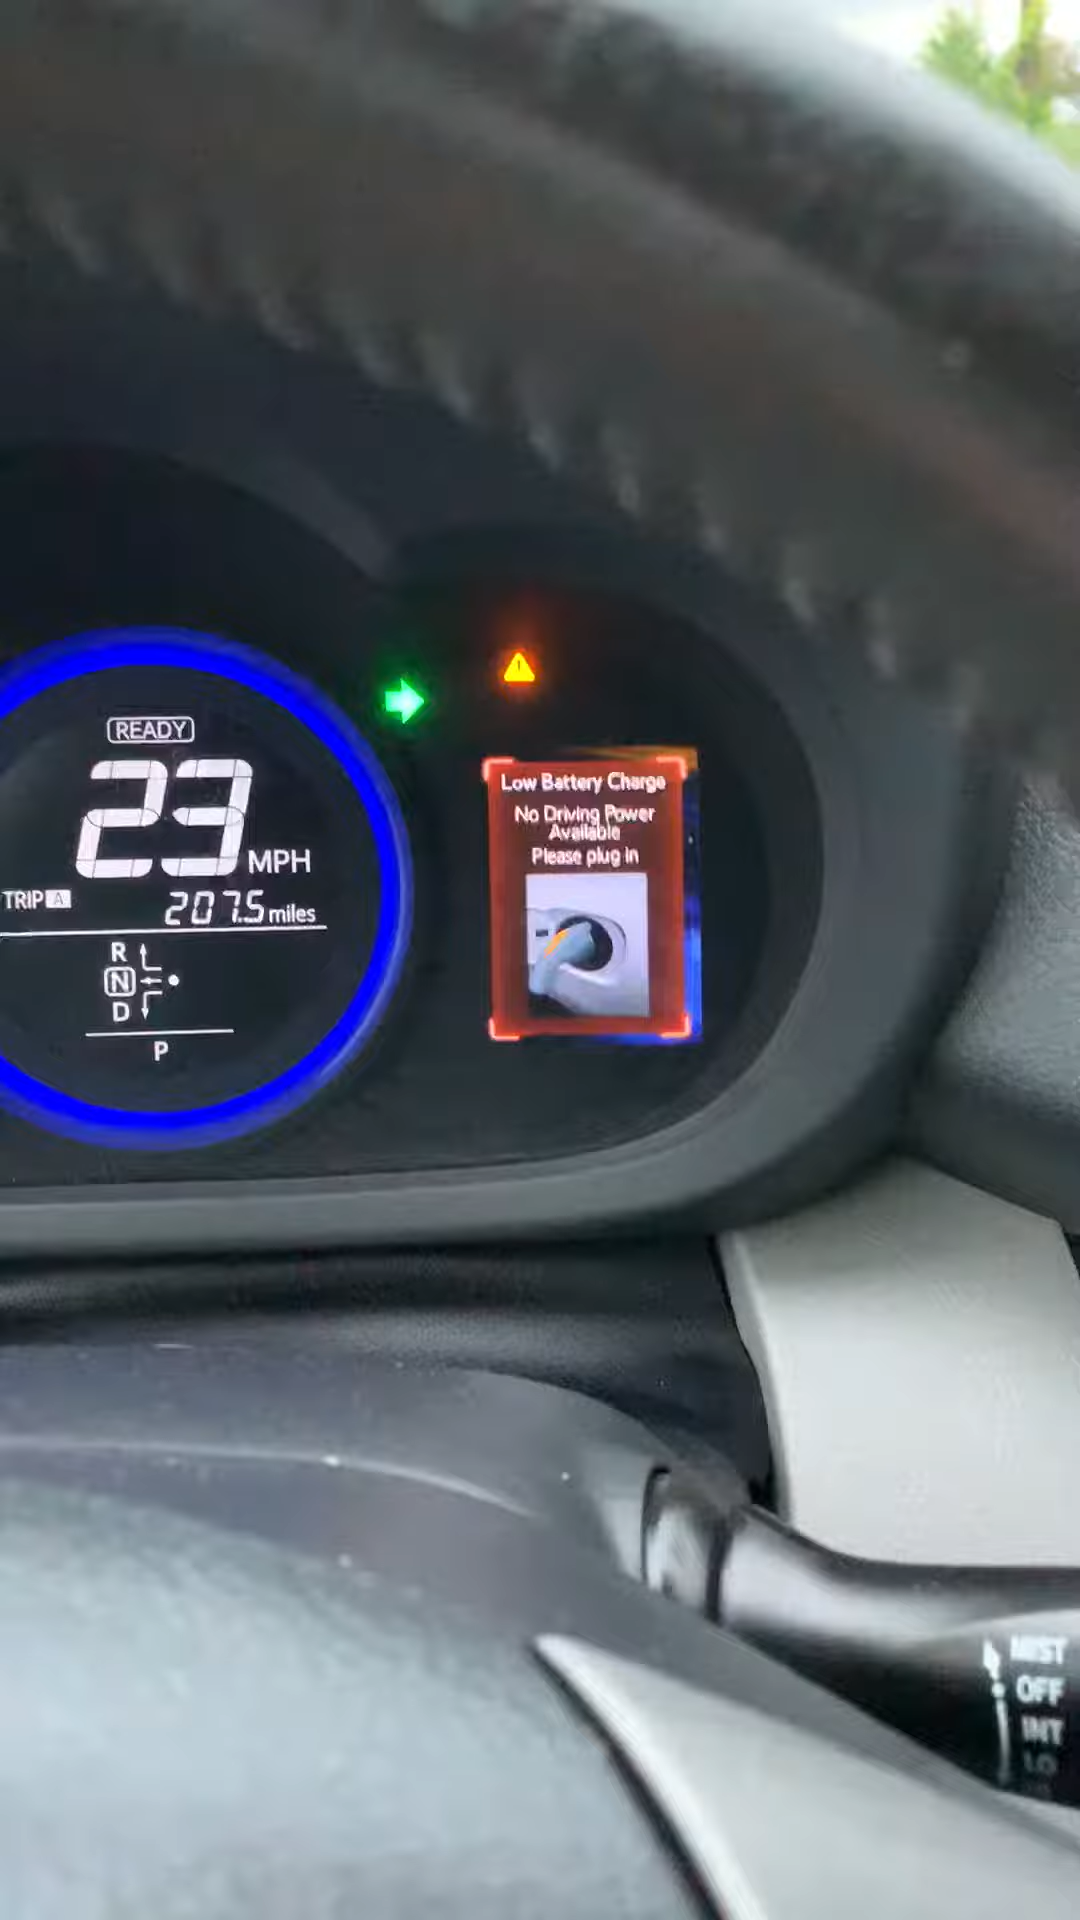 READY
23 MPH
TRIP A
207.5 miles
R
N
D
P
Low Battery Charge
No Driving Power
Available
Please plug in
MIST
OFF
INT
LO